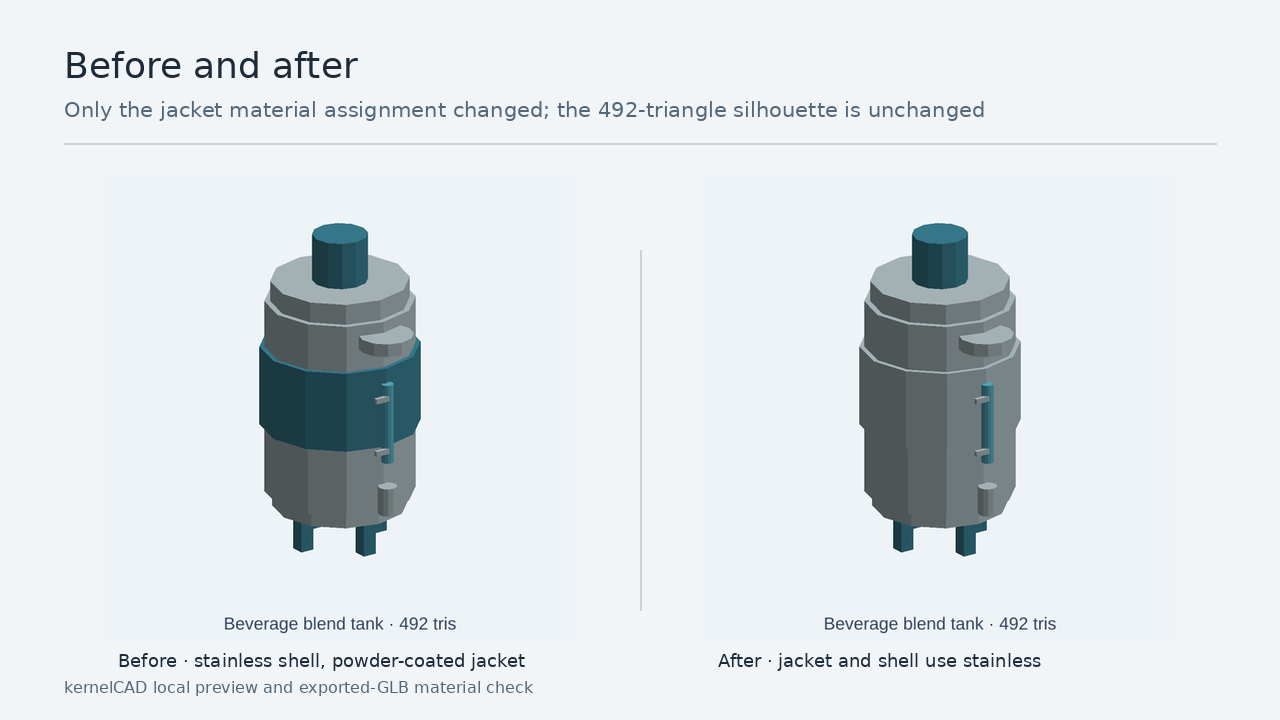 Before and after
Only the jacket material assignment changed; the 492-triangle silhouette is unchanged
Beverage blend tank · 492 tris
Beverage blend tank · 492 tris
Before · stainless shell, powder-coated jacket
After · jacket and shell use stainless
kernelCAD local preview and exported-GLB material check